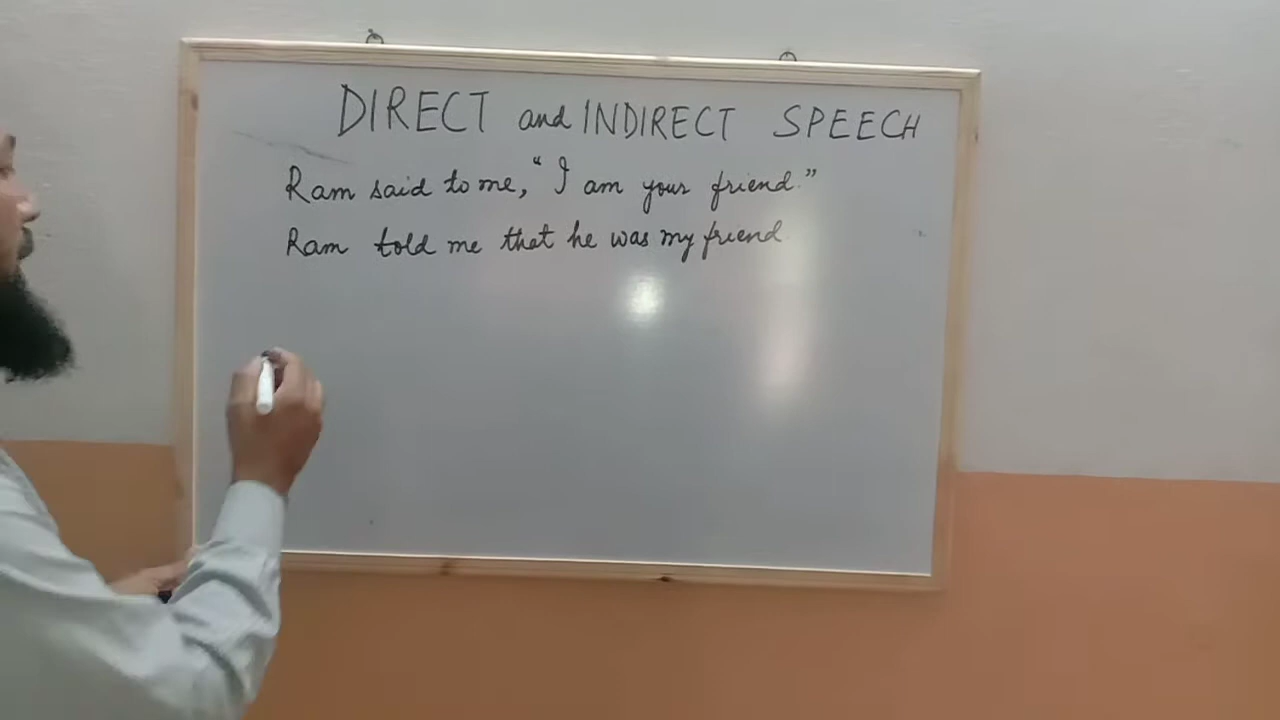 DIRECT and INDIRECT SPEECH
Ram said to me, "I am your friend."
Ram told me that he was my friend.